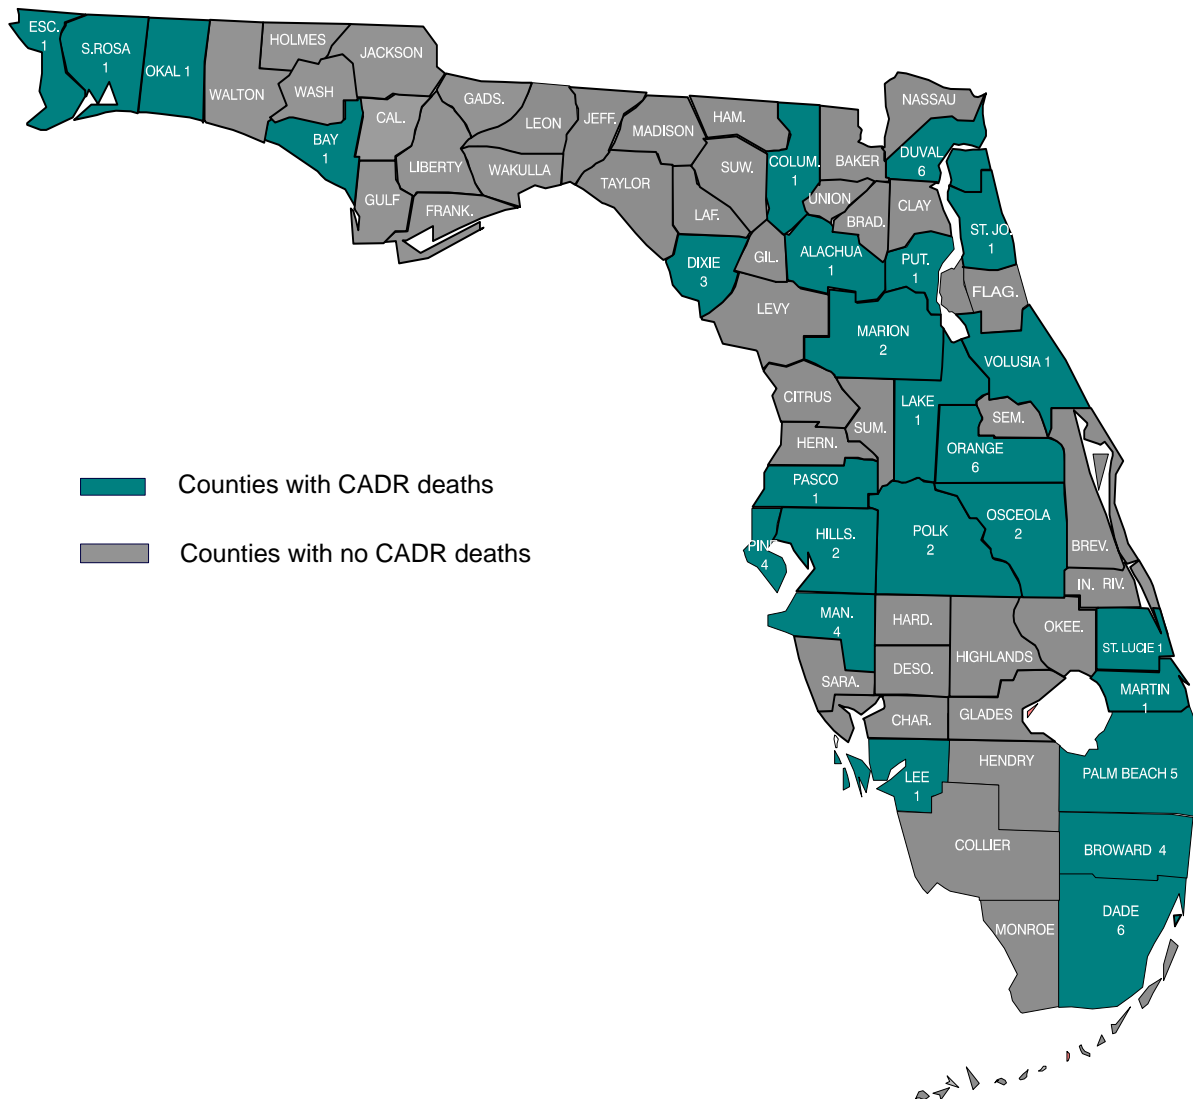 ESC.
1
S.ROSA
1
OKAL 1
WALTON
HOLMES
WASH
JACKSON
BAY
1
CAL.
GULF
LIBERTY
GADS.
LEON
WAKULLA
FRANK.
JEFF.
MADISON
TAYLOR
HAM.
SUW.
LAF.
DIXIE
3
COLUM.
1
GIL.
LEVY
BAKER
UNION
BRAD.
ALACHUA
1
NASSAU
DUVAL
6
CLAY
PUT.
1
ST. JO.
1
FLAG.
MARION
2
VOLUSIA 1
CITRUS
SUM.
LAKE
1
SEM.
HERN.
ORANGE
6
PASCO
1
Counties with CADR deaths
Counties with no CADR deaths
4
HILLS.
2
POLK
2
OSCEOLA
2
BREV.
IN. RIV.
MAN.
4
HARD.
HIGHLANDS
OKEE.
ST. LUCIE 1
SARA.
DESO.
MARTIN
1
CHAR.
GLADES
LEE
1
HENDRY
PALM BEACH 5
COLLIER
BROWARD 4
MONROE
DADE
6